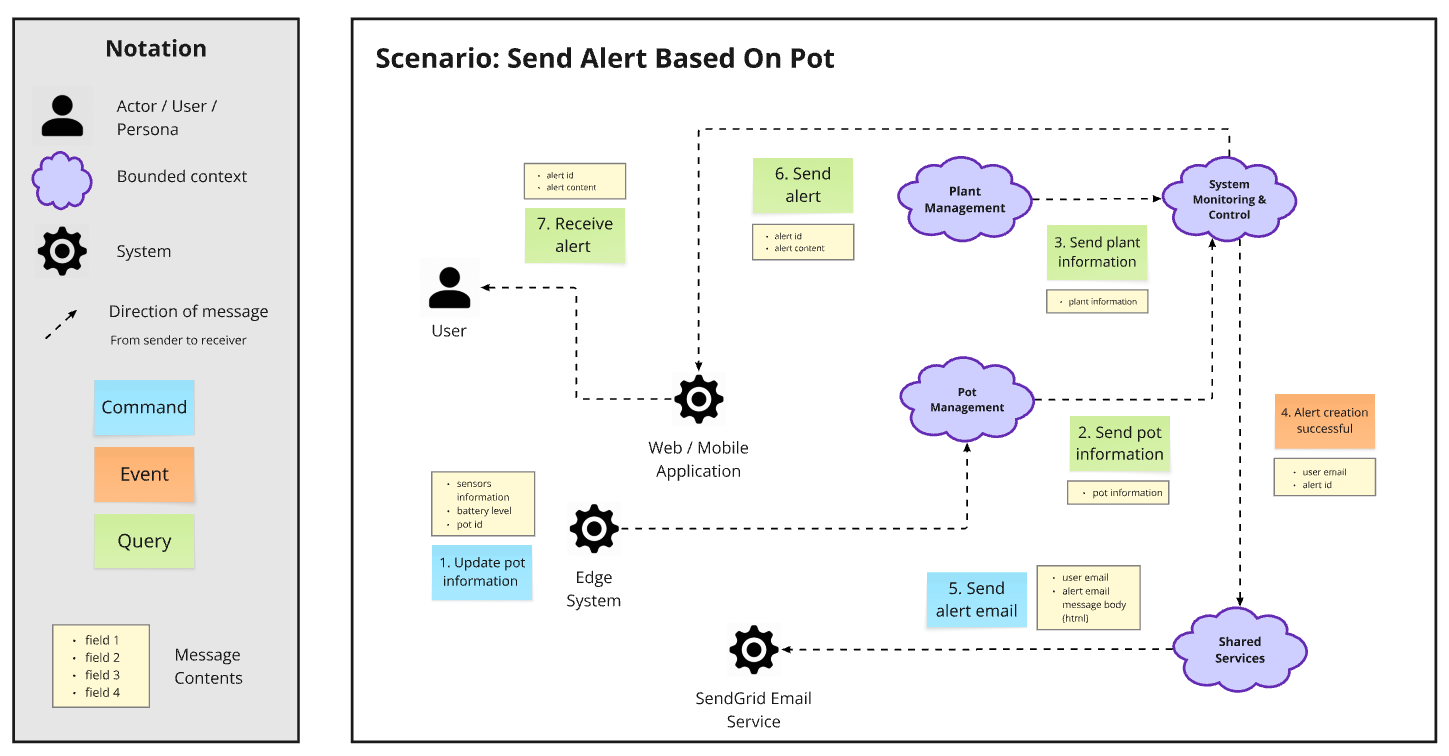 Notation
Actor / User /
Persona
Bounded context
System
Direction of message
From sender to receiver
Command
Event
Query
• field 1
• field 2
• field 3
• field 4
Message
Contents
Scenario: Send Alert Based On Pot
• alert id
• alert content
7. Receive
alert
User
6. Send
alert
• alert id
• alert content
Plant
Management
System
Monitoring &
Control
3. Send plant
information
• plant information
Web / Mobile
Application
Pot
Management
2. Send pot
information
• pot information
4. Alert creation
successful
• user email
• alert id
• sensors
information
• battery level
• pot id
1. Update pot
information
Edge
System
5. Send
alert email
• user email
• alert email
message body
(html)
SendGrid Email
Service
Shared
Services